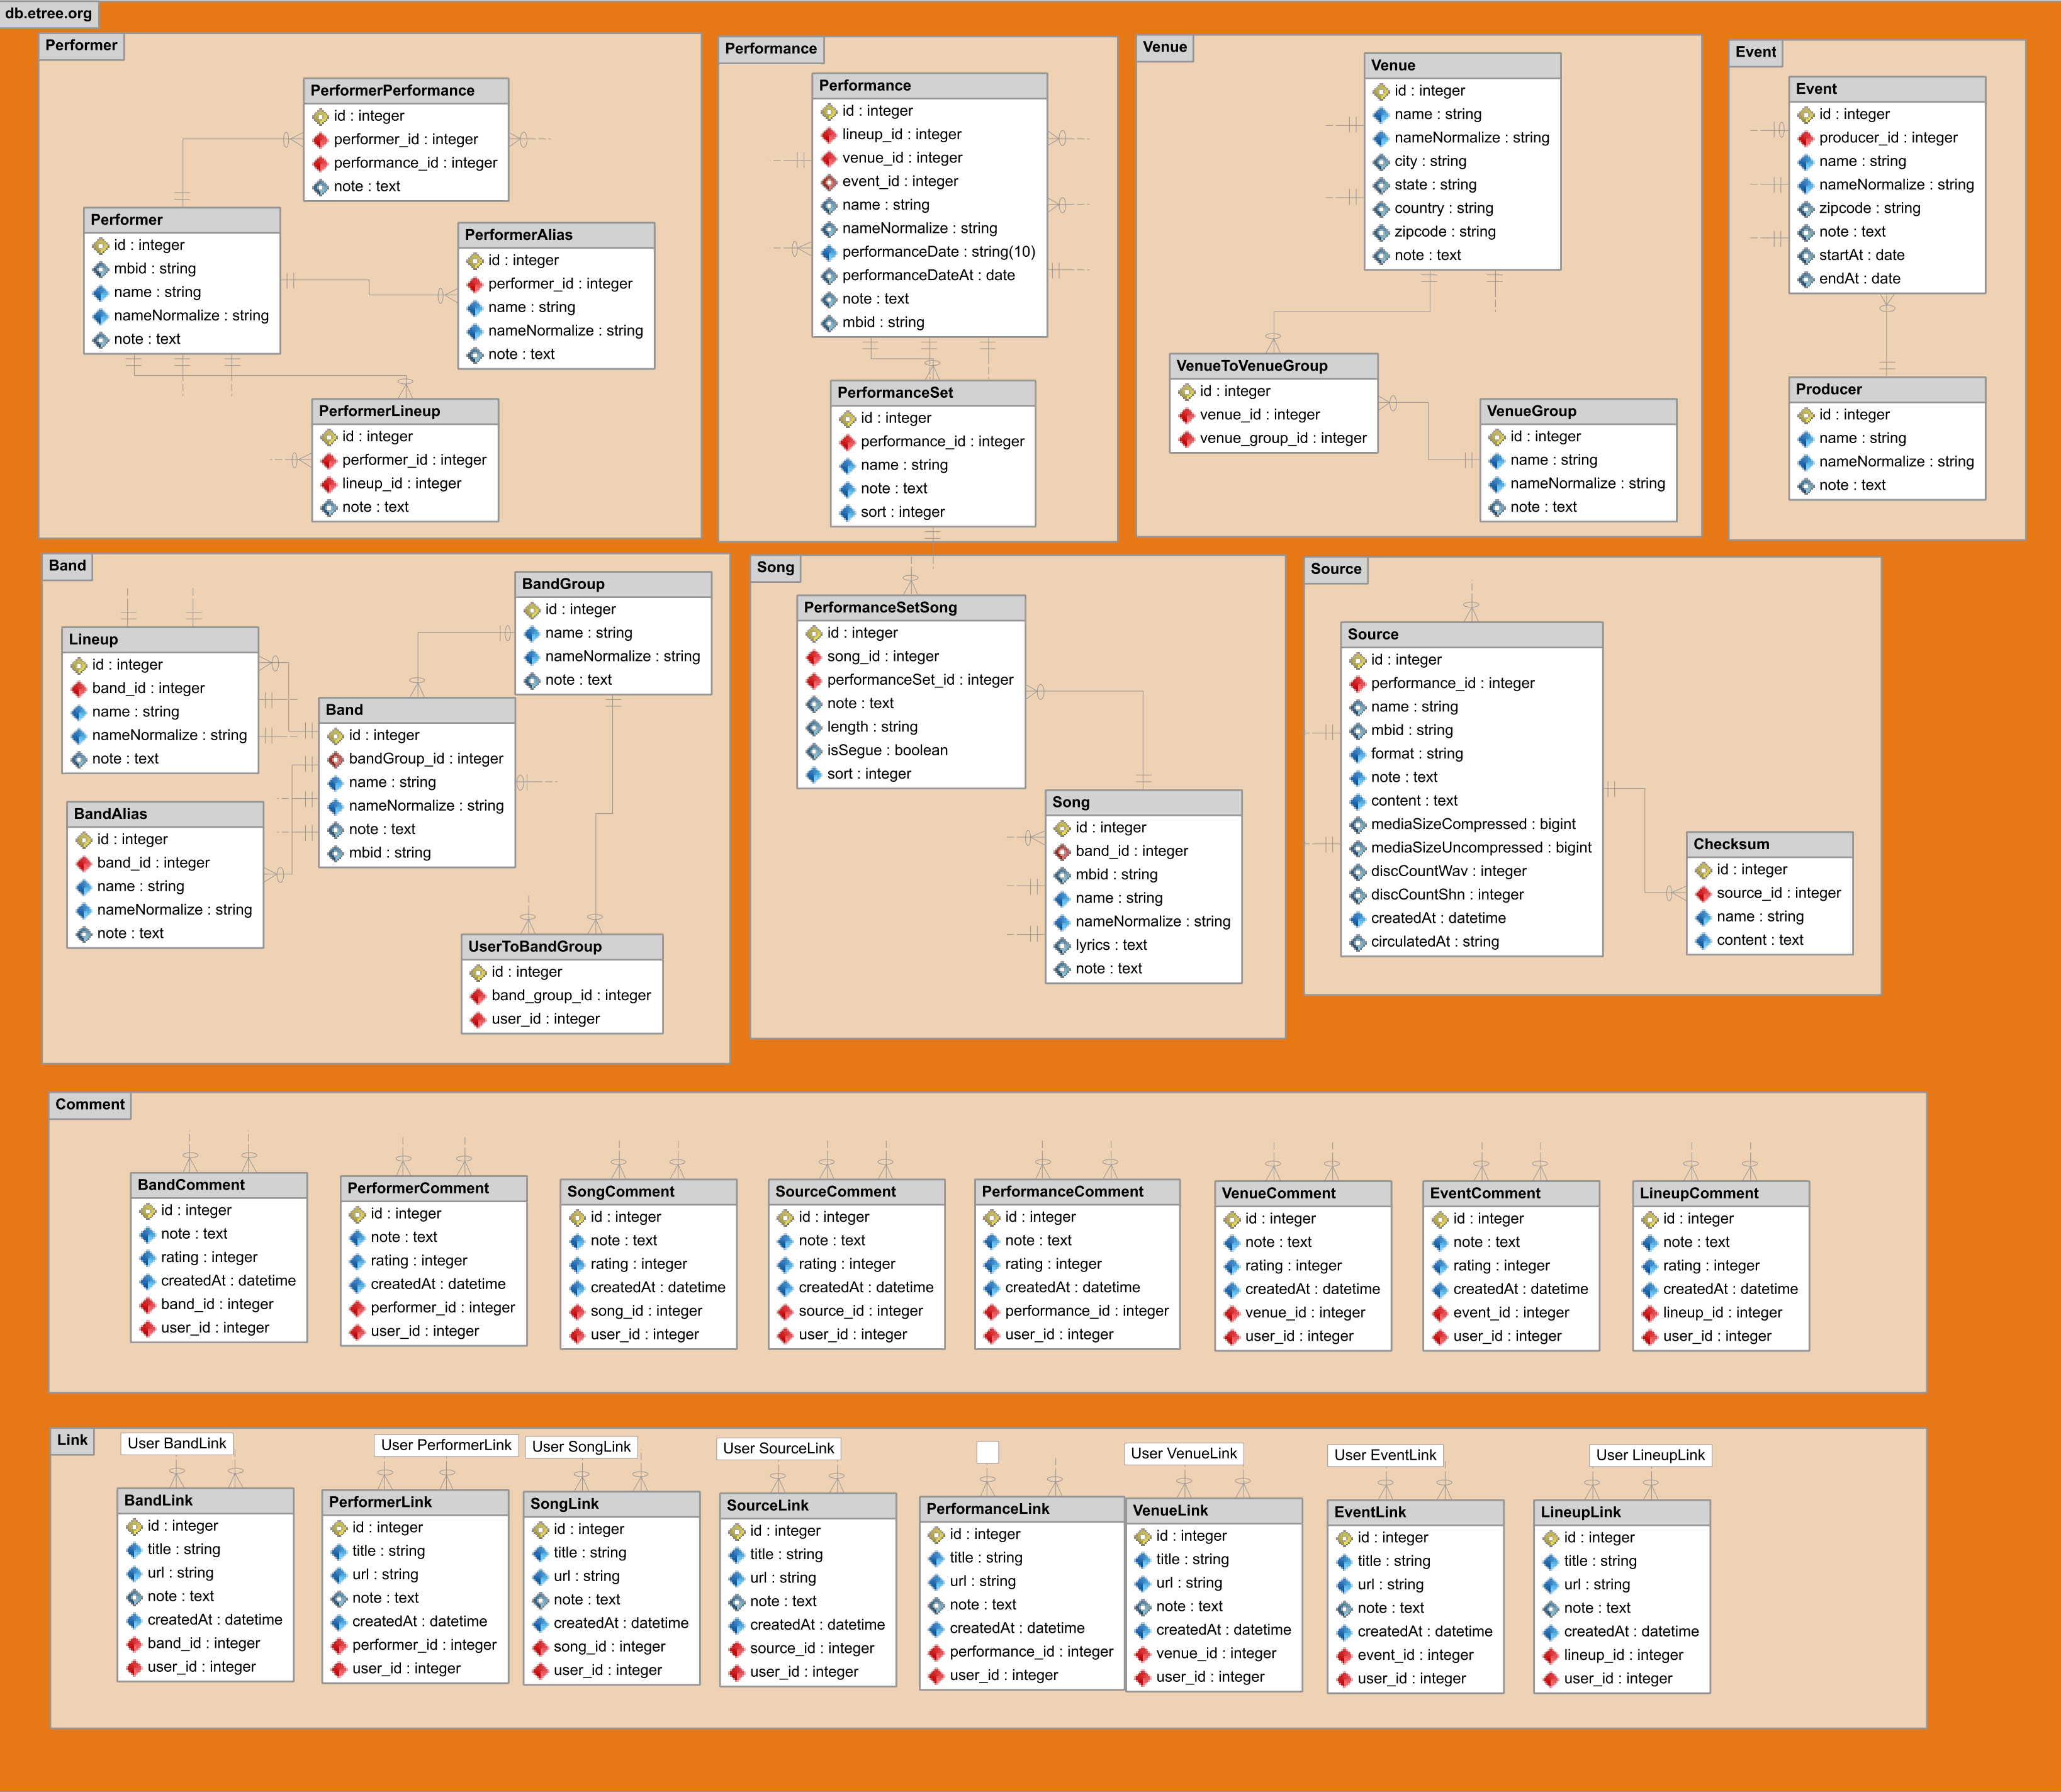 db.etree.org
Performer
PerformerPerformance
id : integer
performer_id : integer
performance_id : integer
note : text
Performer
id : integer
mbid : string
name : string
nameNormalize : string
note : text
PerformerAlias
id : integer
performer_id : integer
name : string
nameNormalize : string
note : text
PerformerLineup
id : integer
performer_id : integer
lineup_id : integer
note : text
Performance
Performance
id : integer
lineup_id : integer
venue_id : integer
event_id : integer
name : string
nameNormalize : string
performanceDate : string(10)
performanceDateAt : date
note : text
mbid : string
PerformanceSet
id : integer
performance_id : integer
name : string
note : text
sort : integer
Venue
Venue
id : integer
name : string
nameNormalize : string
city : string
state : string
country : string
zipcode : string
note : text
VenueToVenueGroup
id : integer
venue_id : integer
venue_group_id : integer
VenueGroup
id : integer
name : string
nameNormalize : string
note : text
Event
Event
id : integer
producer_id : integer
name : string
nameNormalize : string
zipcode : string
note : text
startAt : date
endAt : date
Producer
id : integer
name : string
nameNormalize : string
note : text
Band
BandGroup
id : integer
name : string
nameNormalize : string
note : text
Lineup
id : integer
band_id : integer
name : string
nameNormalize : string
note : text
Band
id : integer
bandGroup_id : integer
name : string
nameNormalize : string
note : text
mbid : string
BandAlias
id : integer
band_id : integer
name : string
nameNormalize : string
note : text
UserToBandGroup
id : integer
band_group_id : integer
user_id : integer
Song
PerformanceSetSong
id : integer
song_id : integer
performanceSet_id : integer
note : text
length : string
isSegue : boolean
sort : integer
Song
id : integer
band_id : integer
mbid : string
name : string
nameNormalize : string
lyrics : text
note : text
Source
Source
id : integer
performance_id : integer
name : string
mbid : string
format : string
note : text
content : text
mediaSizeCompressed : bigint
mediaSizeUncompressed : bigint
discCountWav : integer
discCountShn : integer
createdAt : datetime
circulatedAt : string
Checksum
id : integer
source_id : integer
name : string
content : text
Comment
BandComment
id : integer
note : text
rating : integer
createdAt : datetime
band_id : integer
user_id : integer
PerformerComment
id : integer
note : text
rating : integer
createdAt : datetime
performer_id : integer
user_id : integer
SongComment
id : integer
note : text
rating : integer
createdAt : datetime
song_id : integer
user_id : integer
SourceComment
id : integer
note : text
rating : integer
createdAt : datetime
source_id : integer
user_id : integer
PerformanceComment
id : integer
note : text
rating : integer
createdAt : datetime
performance_id : integer
user_id : integer
VenueComment
id : integer
note : text
rating : integer
createdAt : datetime
venue_id : integer
user_id : integer
EventComment
id : integer
note : text
rating : integer
createdAt : datetime
event_id : integer
user_id : integer
LineupComment
id : integer
note : text
rating : integer
createdAt : datetime
lineup_id : integer
user_id : integer
Link
User BandLink
BandLink
id : integer
title : string
url : string
note : text
createdAt : datetime
band_id : integer
user_id : integer
User PerformerLink
PerformerLink
id : integer
title : string
url : string
note : text
createdAt : datetime
performer_id : integer
user_id : integer
User SongLink
SongLink
id : integer
title : string
url : string
note : text
createdAt : datetime
song_id : integer
user_id : integer
User SourceLink
SourceLink
id : integer
title : string
url : string
note : text
createdAt : datetime
source_id : integer
user_id : integer
PerformanceLink
id : integer
title : string
url : string
note : text
createdAt : datetime
performance_id : integer
user_id : integer
User VenueLink
VenueLink
id : integer
title : string
url : string
note : text
createdAt : datetime
venue_id : integer
user_id : integer
User EventLink
EventLink
id : integer
title : string
url : string
note : text
createdAt : datetime
event_id : integer
user_id : integer
User LineupLink
LineupLink
id : integer
title : string
url : string
note : text
createdAt : datetime
lineup_id : integer
user_id : integer